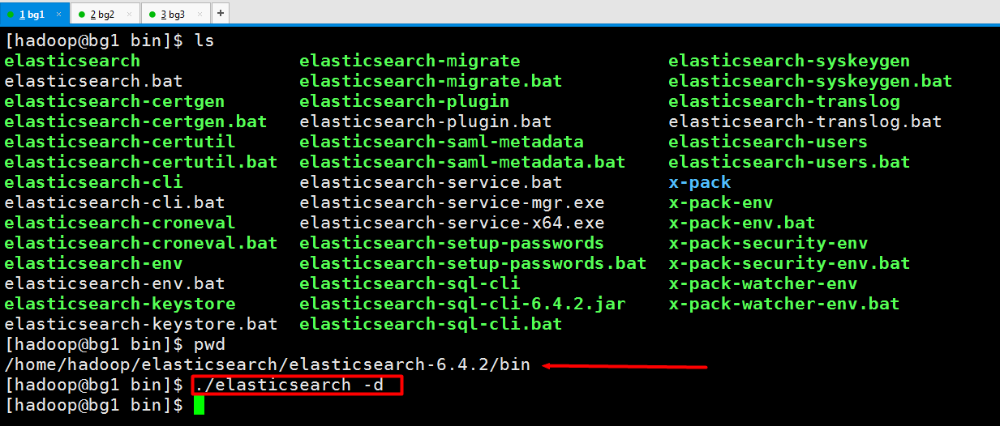 1 bg1 × 2 bg2 × 3 bg3 × +
[hadoop@bg1 bin]$ ls
elasticsearch elasticsearch-migrate elasticsearch-syskeygen
elasticsearch.bat elasticsearch-migrate.bat elasticsearch-syskeygen.bat
elasticsearch-certgen elasticsearch-plugin elasticsearch-translog
elasticsearch-certgen.bat elasticsearch-plugin.bat elasticsearch-translog.bat
elasticsearch-certutil elasticsearch-saml-metadata elasticsearch-users
elasticsearch-certutil.bat elasticsearch-saml-metadata.bat elasticsearch-users.bat
elasticsearch-cli elasticsearch-service.bat x-pack
elasticsearch-cli.bat elasticsearch-service-mgr.exe x-pack-env
elasticsearch-croneval elasticsearch-service-x64.exe x-pack-env.bat
elasticsearch-croneval.bat elasticsearch-setup-passwords x-pack-security-env
elasticsearch-env elasticsearch-setup-passwords.bat x-pack-security-env.bat
elasticsearch-env.bat elasticsearch-sql-cli x-pack-watcher-env
elasticsearch-keystore elasticsearch-sql-cli-6.4.2.jar x-pack-watcher-env.bat
elasticsearch-keystore.bat elasticsearch-sql-cli.bat
[hadoop@bg1 bin]$ pwd
/home/hadoop/elasticsearch/elasticsearch-6.4.2/bin
[hadoop@bg1 bin]$ ./elasticsearch -d
[hadoop@bg1 bin]$